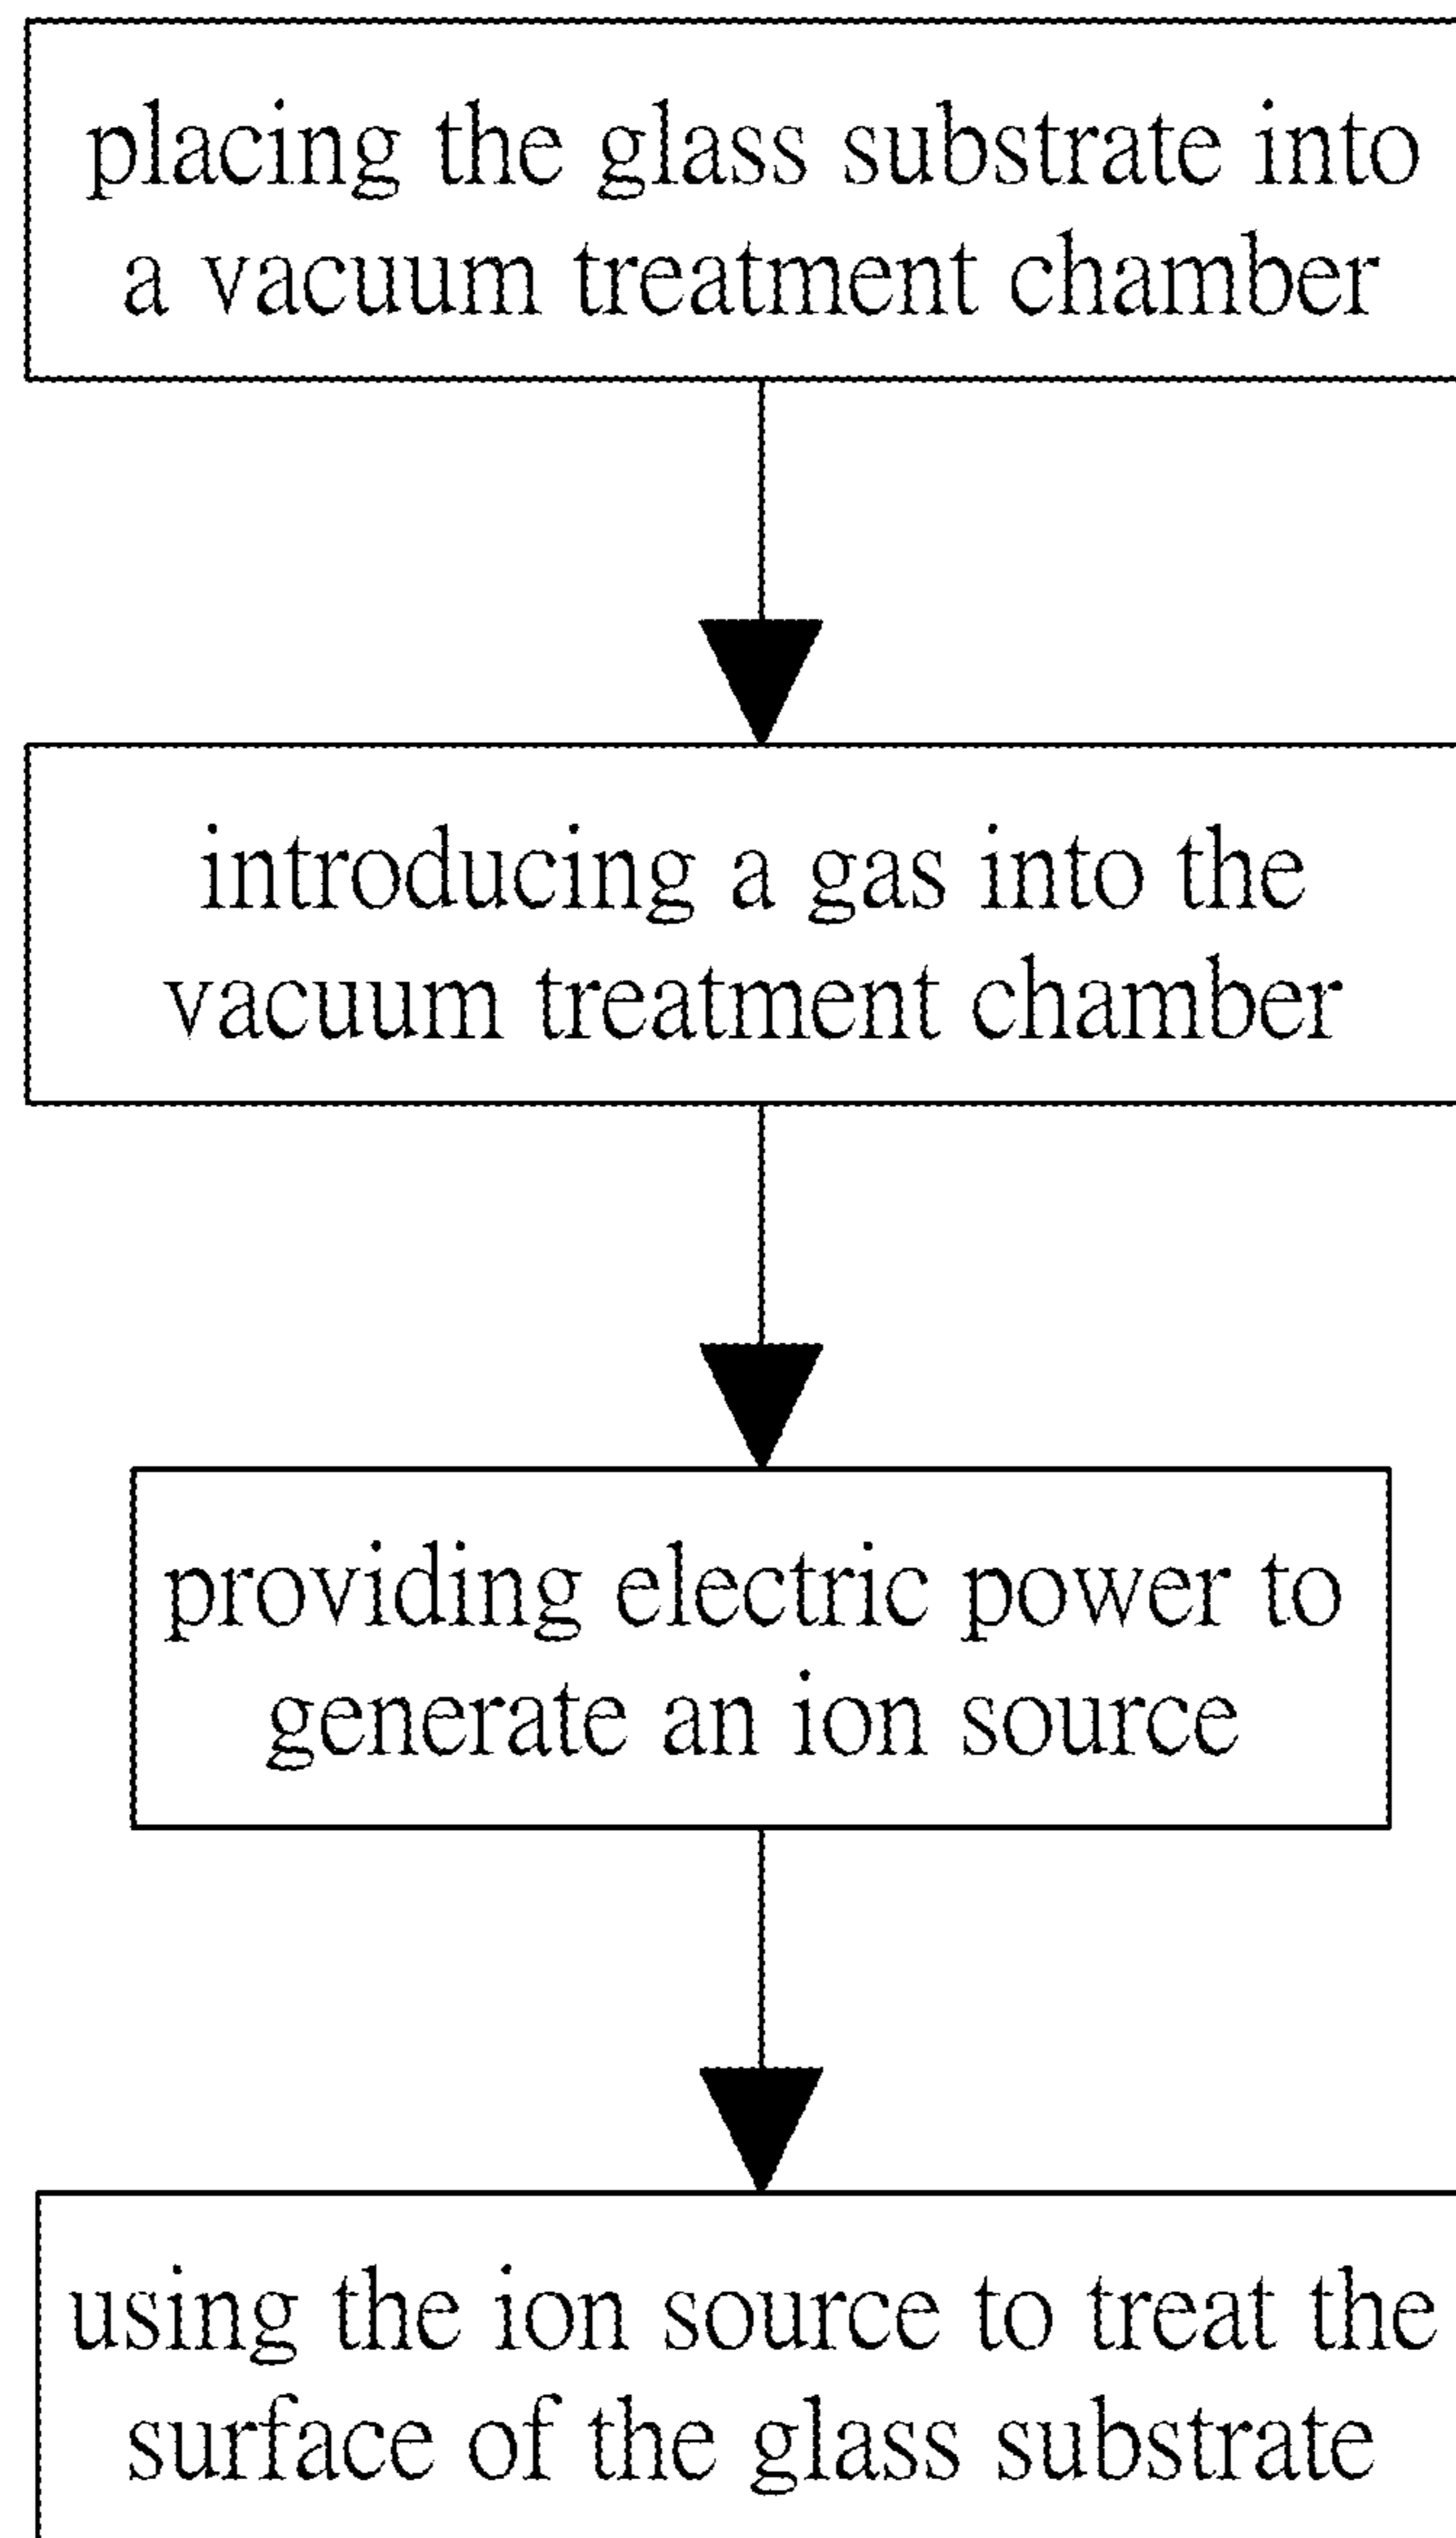 placing the glass substrate into
a vacuum treatment chamber
introducing a gas into the
vacuum treatment chamber
providing electric power to
generate an ion source
using the ion source to treat the
surface of the glass substrate